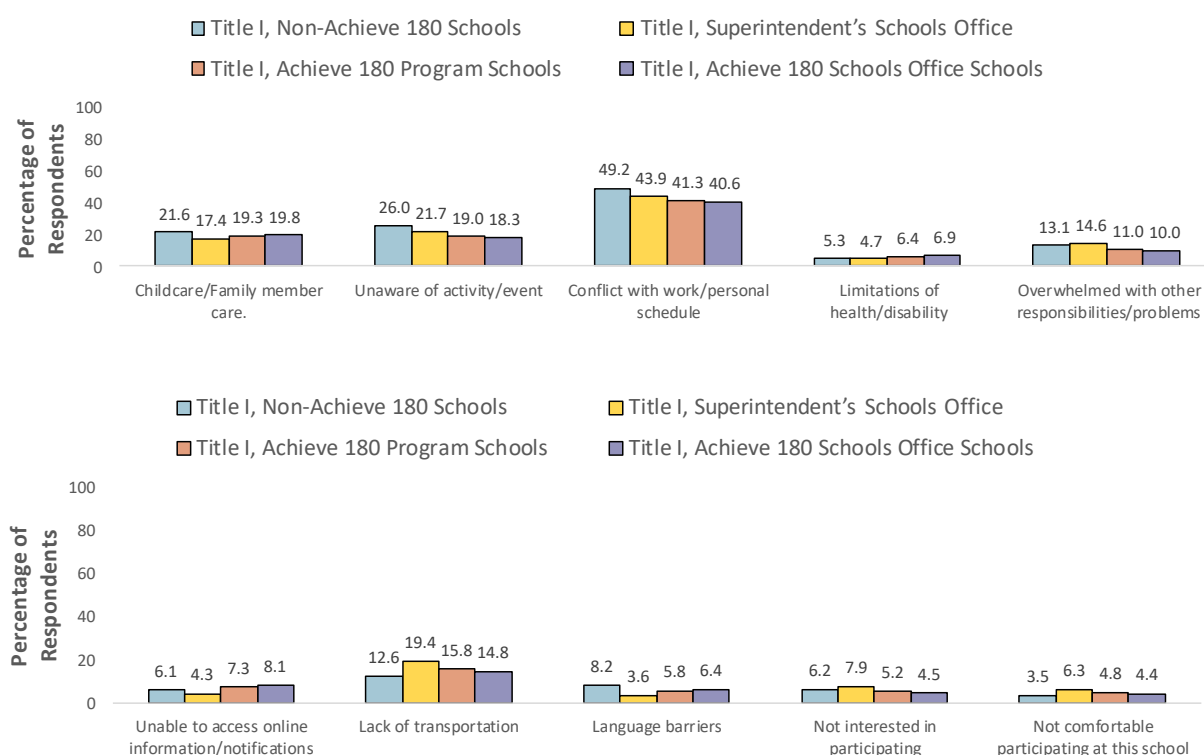 Title I, Non-Achieve 180 Schools
Title I, Superintendent’s Schools Office
Title I, Achieve 180 Program Schools
Title I, Achieve 180 Schools Office Schools
Percentage of
Respondents
100
80
60
40
20
0
21.6 17.4 19.3 19.8
26.0 21.7 19.0 18.3
49.2 43.9 41.3 40.6
5.3 4.7 6.4 6.9
13.1 14.6 11.0 10.0
Childcare/Family member
care.
Unaware of activity/event
Conflict with work/personal
schedule
Limitations of
health/disability
Overwhelmed with other
responsibilities/problems
Title I, Non-Achieve 180 Schools
Title I, Superintendent’s Schools Office
Title I, Achieve 180 Program Schools
Title I, Achieve 180 Schools Office Schools
Percentage of
Respondents
100
80
60
40
20
0
6.1 4.3 7.3 8.1
12.6 19.4 15.8 14.8
8.2 3.6 5.8 6.4
6.2 7.9 5.2 4.5
3.5 6.3 4.8 4.4
Unable to access online
information/notifications
Lack of transportation
Language barriers
Not interested in
participating
Not comfortable
participating at this school